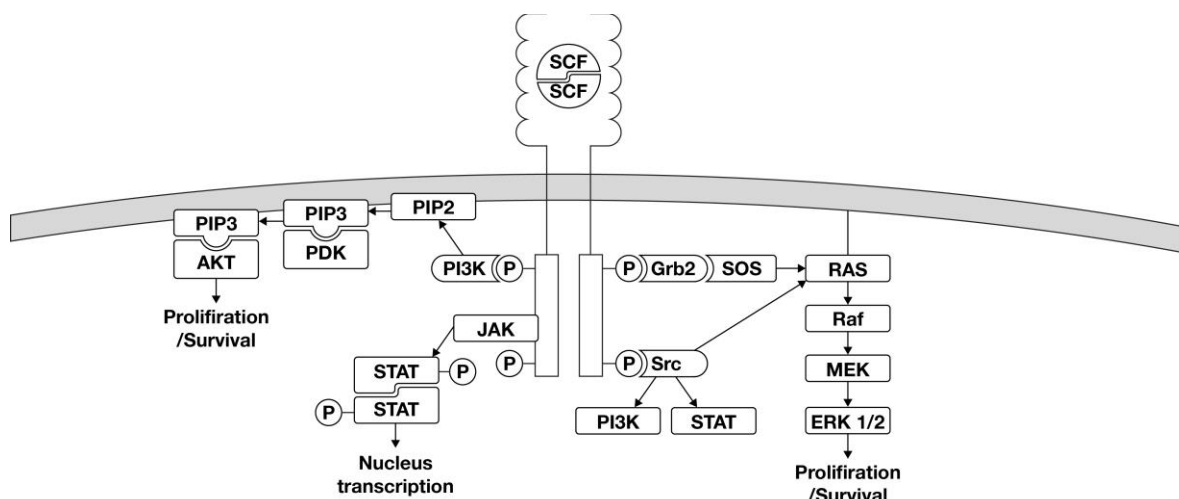 SCF
SCF
PIP2
PIP3
PIP3
PDK
AKT
PI3K
P
P
Grb2
SOS
RAS
Prolifiration
/Survival
JAK
Raf
STAT
P
P
P
Src
MEK
P
STAT
PI3K
STAT
ERK 1/2
Nucleus
transcription
Prolifiration
/Survival